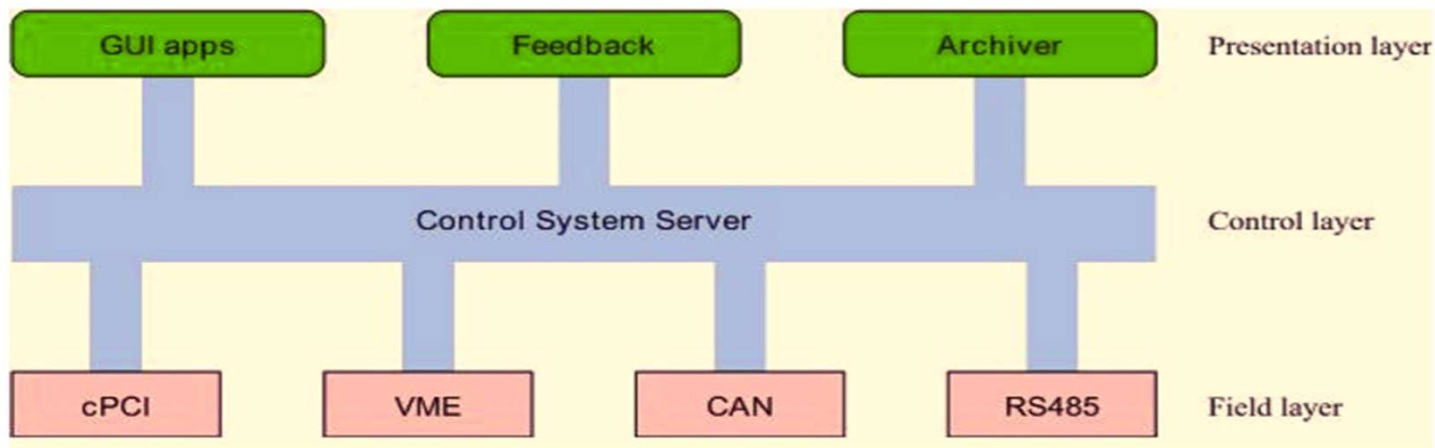 GUI apps
Feedback
Archiver
Presentation layer
Control System Server
Control layer
cPCI
VME
CAN
RS485
Field layer